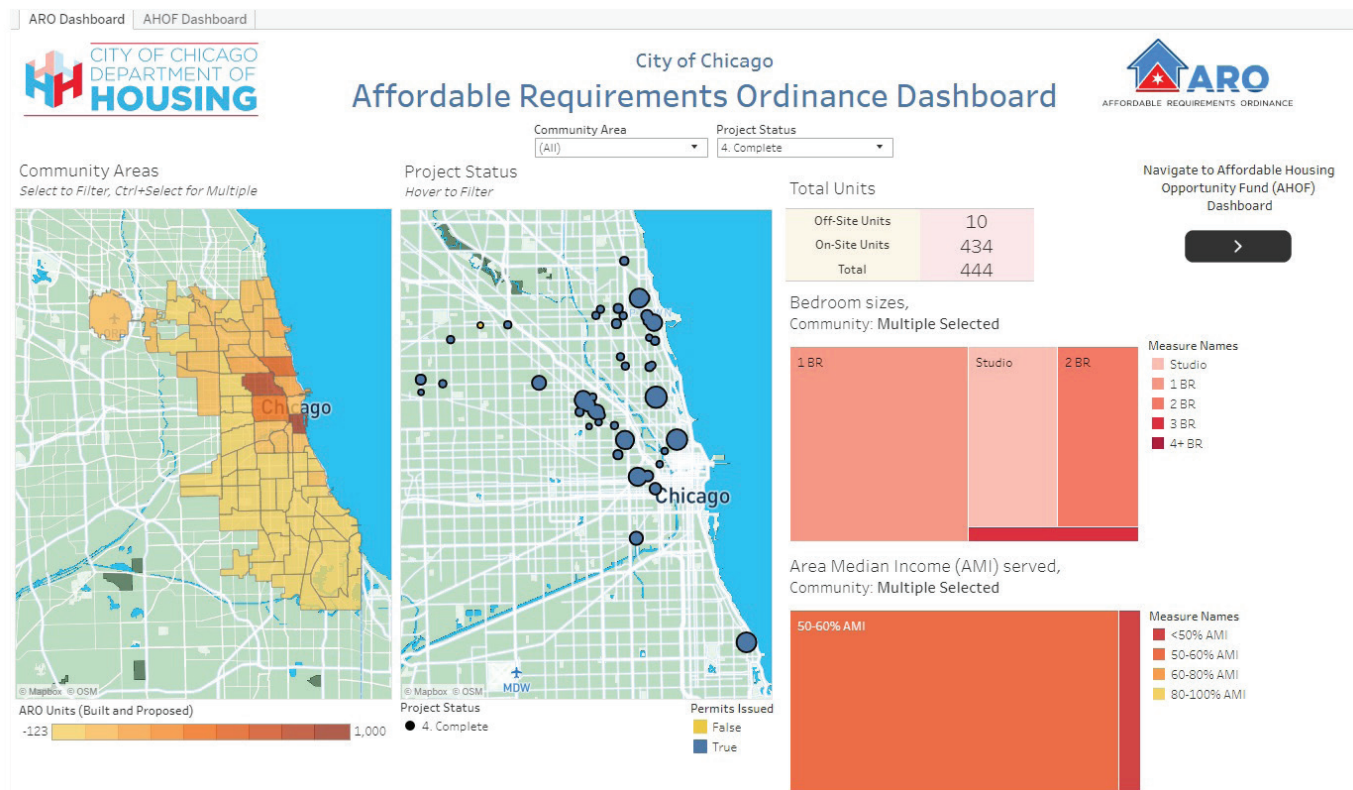 ARO Dashboard
AHOF Dashboard
CITY OF CHICAGO
DEPARTMENT OF
HOUSING
City of Chicago
Affordable Requirements Ordinance Dashboard
ARO
AFFORDABLE REQUIREMENTS ORDINANCE
Community Area
(All)
Project Status
4. Complete
Community Areas
Select to Filter, Ctrl+Select for Multiple
ORD
Chicago
© Mapbox © OSM
ARO Units (Built and Proposed)
-123
1,000
Project Status
Hover to Filter
Chicago
MDW
© Mapbox © OSM
Project Status
4. Complete
Permits Issued
False
True
Total Units
Off-Site Units 10
On-Site Units 434
Total 444
Navigate to Affordable Housing
Opportunity Fund (AHOF)
Dashboard
>
Bedroom sizes,
Community: Multiple Selected
1 BR
Studio
2 BR
Measure Names
Studio
1 BR
2 BR
3 BR
4+ BR
Area Median Income (AMI) served,
Community: Multiple Selected
50-60% AMI
Measure Names
<50% AMI
50-60% AMI
60-80% AMI
80-100% AMI